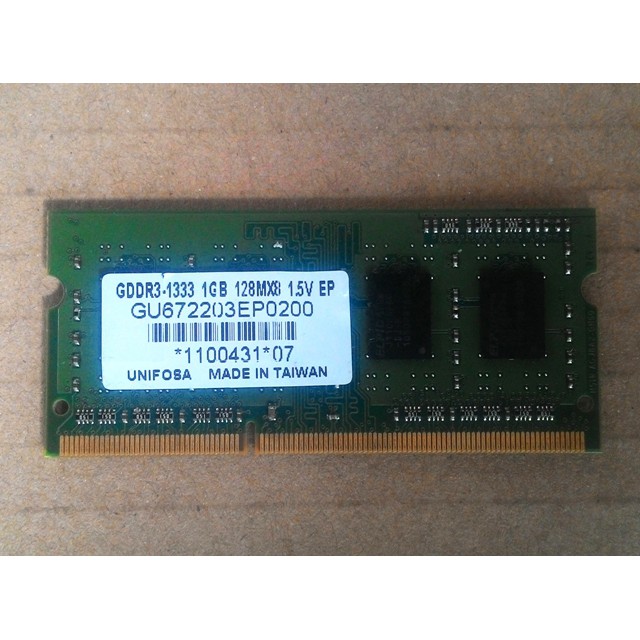 GDDR3-1333 1GB 128MX8 1.5V EP
GU672203EP0200
*1100431*07
UNIFOSA MADE IN TAIWAN